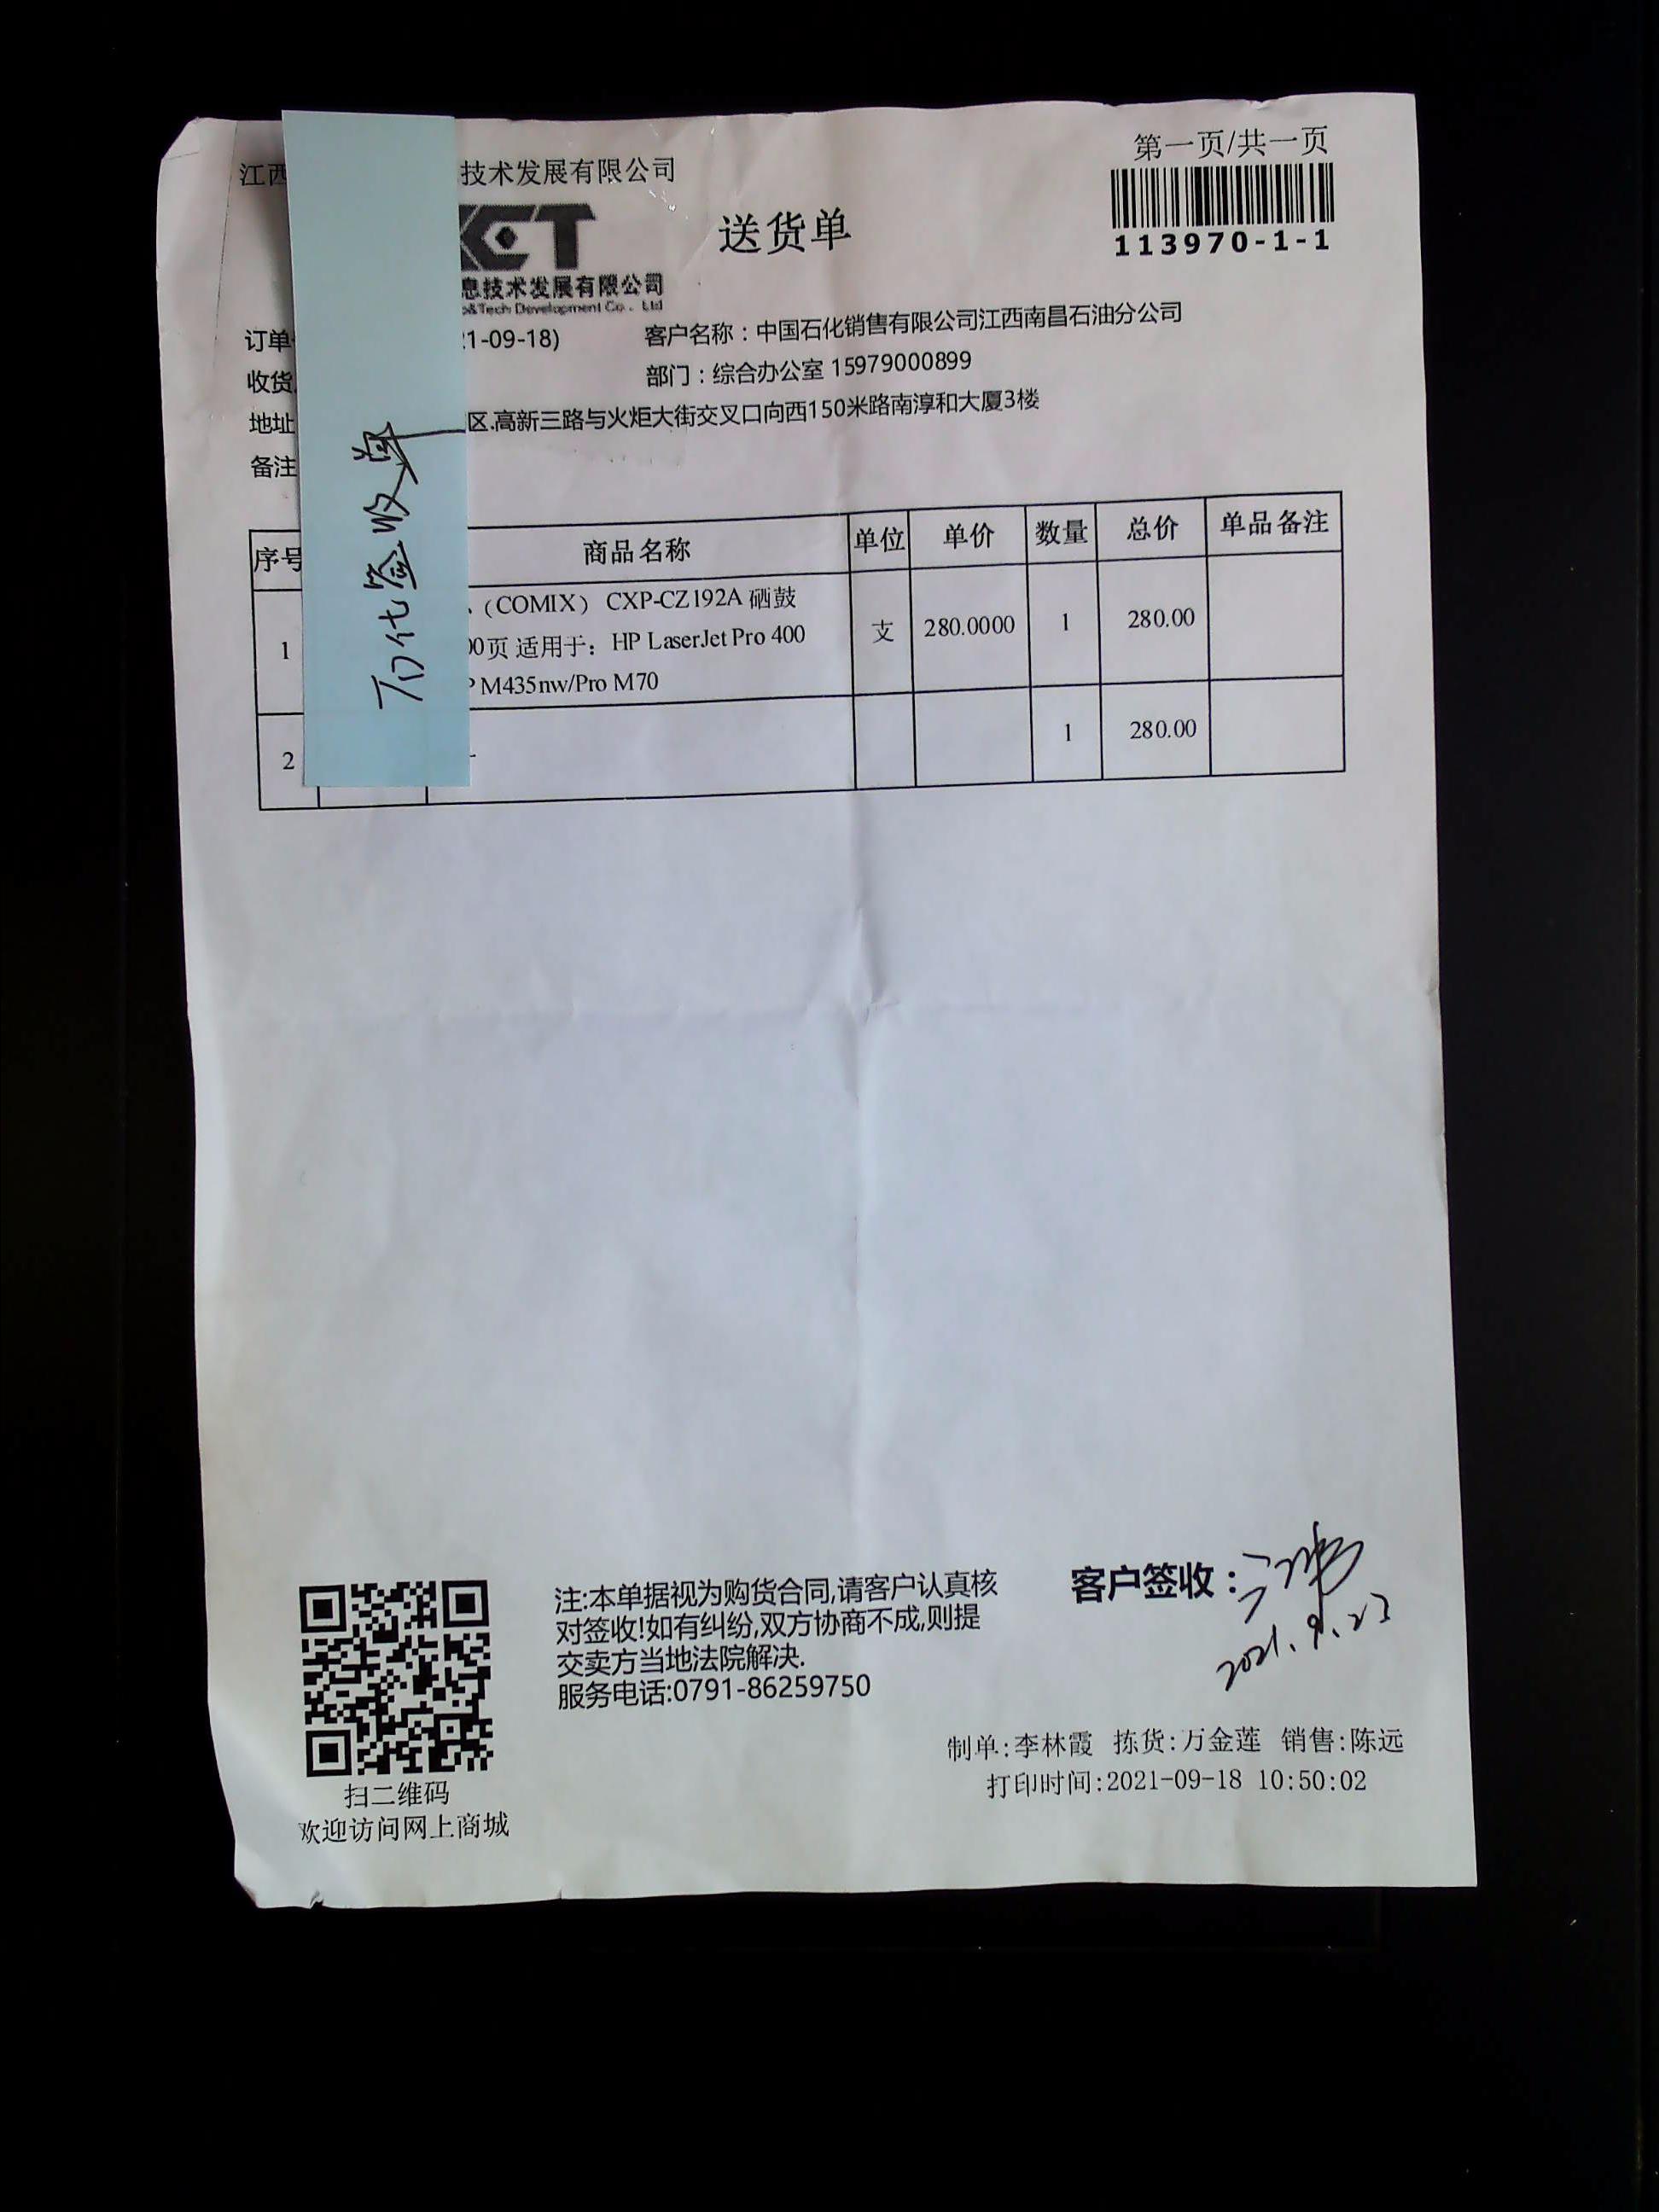 第一页/共一页
江西
技术发展有限公司
113970-1-1
送货单
息技术发展有限公司
&Tech Development Co., Ltd
订单
1-09-18)
客户名称：中国石化销售有限公司江西南昌石油分公司
收货
部门：综合办公室 15979000899
地址
区.高新三路与火炬大街交叉口向西150米路南淳和大厦3楼
备注
石化签收单
序号 商品名称 单位 单价 数量 总价 单品备注
1 （COMIX） CXP-CZ192A 硒鼓 支 280.0000 1 280.00
00页 适用于：HP LaserJet Pro 400
P M435nw/Pro M70
2 1 280.00
注:本单据视为购货合同,请客户认真核
对签收!如有纠纷,双方协商不成,则提
交卖方当地法院解决.
服务电话:0791-86259750
客户签收：
2021.9.23
制单:李林霞 拣货:万金莲 销售:陈远
打印时间:2021-09-18 10:50:02
扫二维码
欢迎访问网上商城